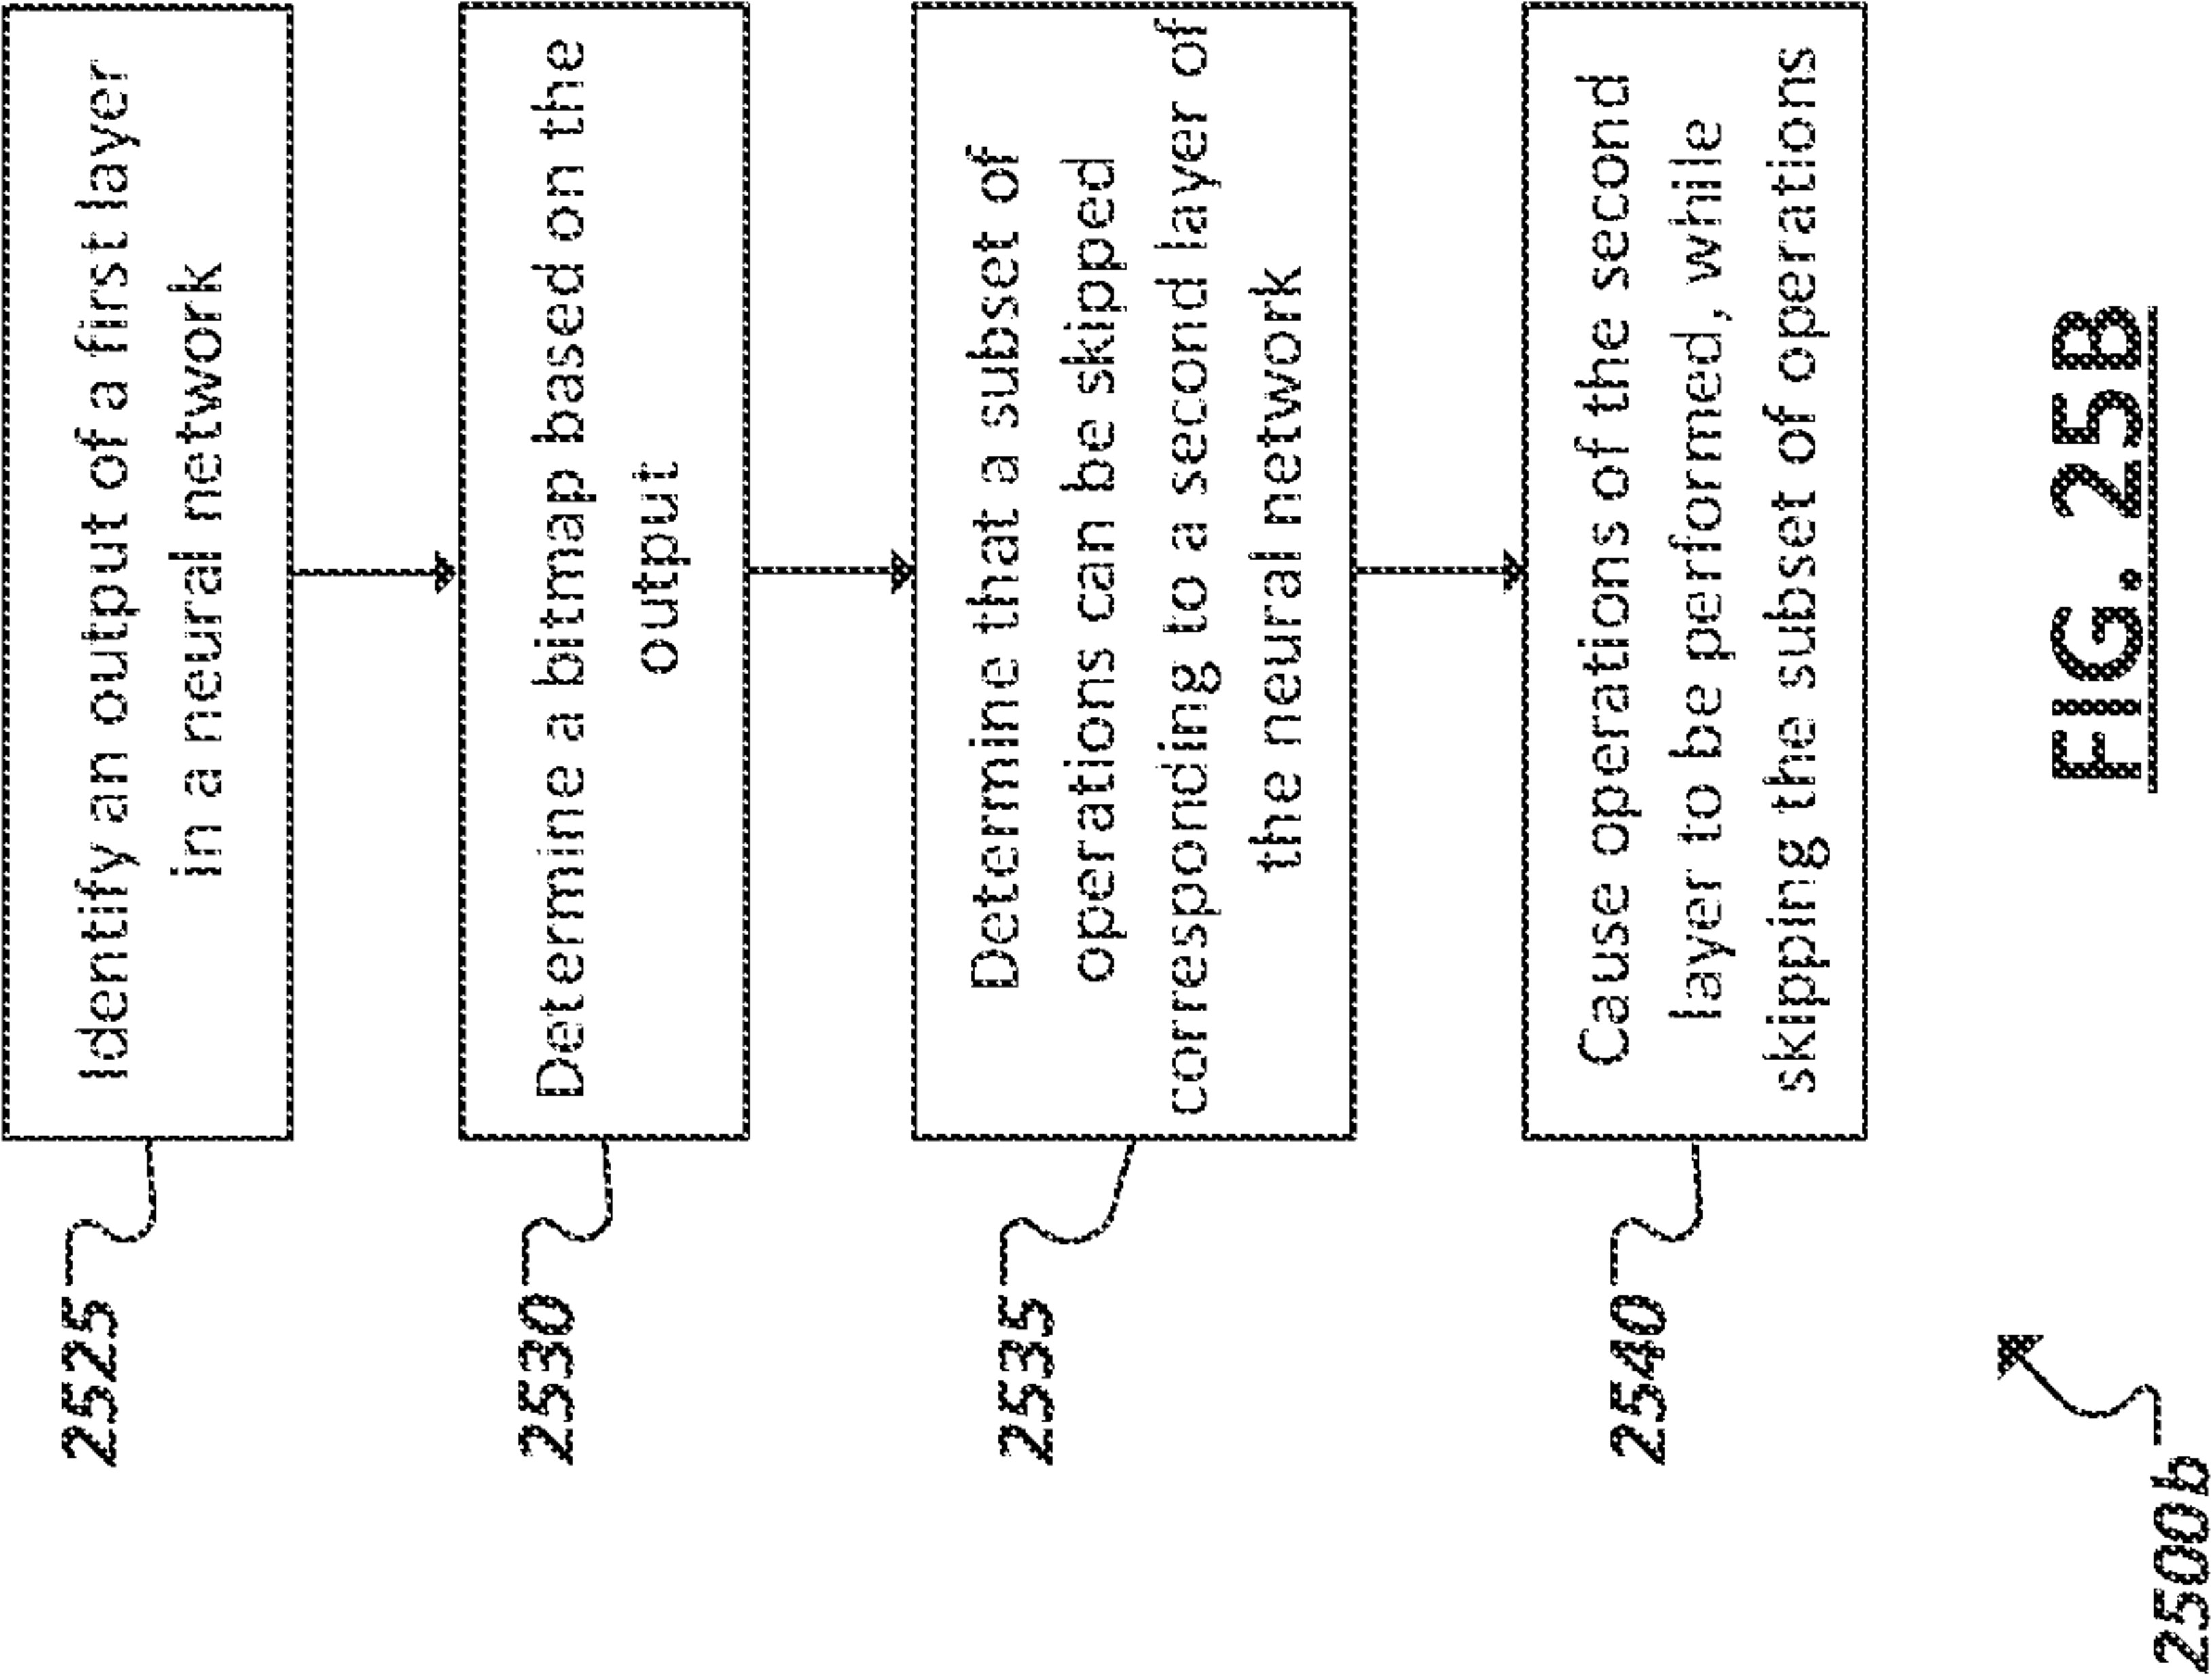 2525
Identify an output of a first layer
in a neural network
2530
Determine a bitmap based on the
output
2535
Determine that a subset of
operations can be skipped
corresponding to a second layer of
the neural network
2540
Cause operations of the second
layer to be performed, while
skipping the subset of operations
2500b
FIG. 25B